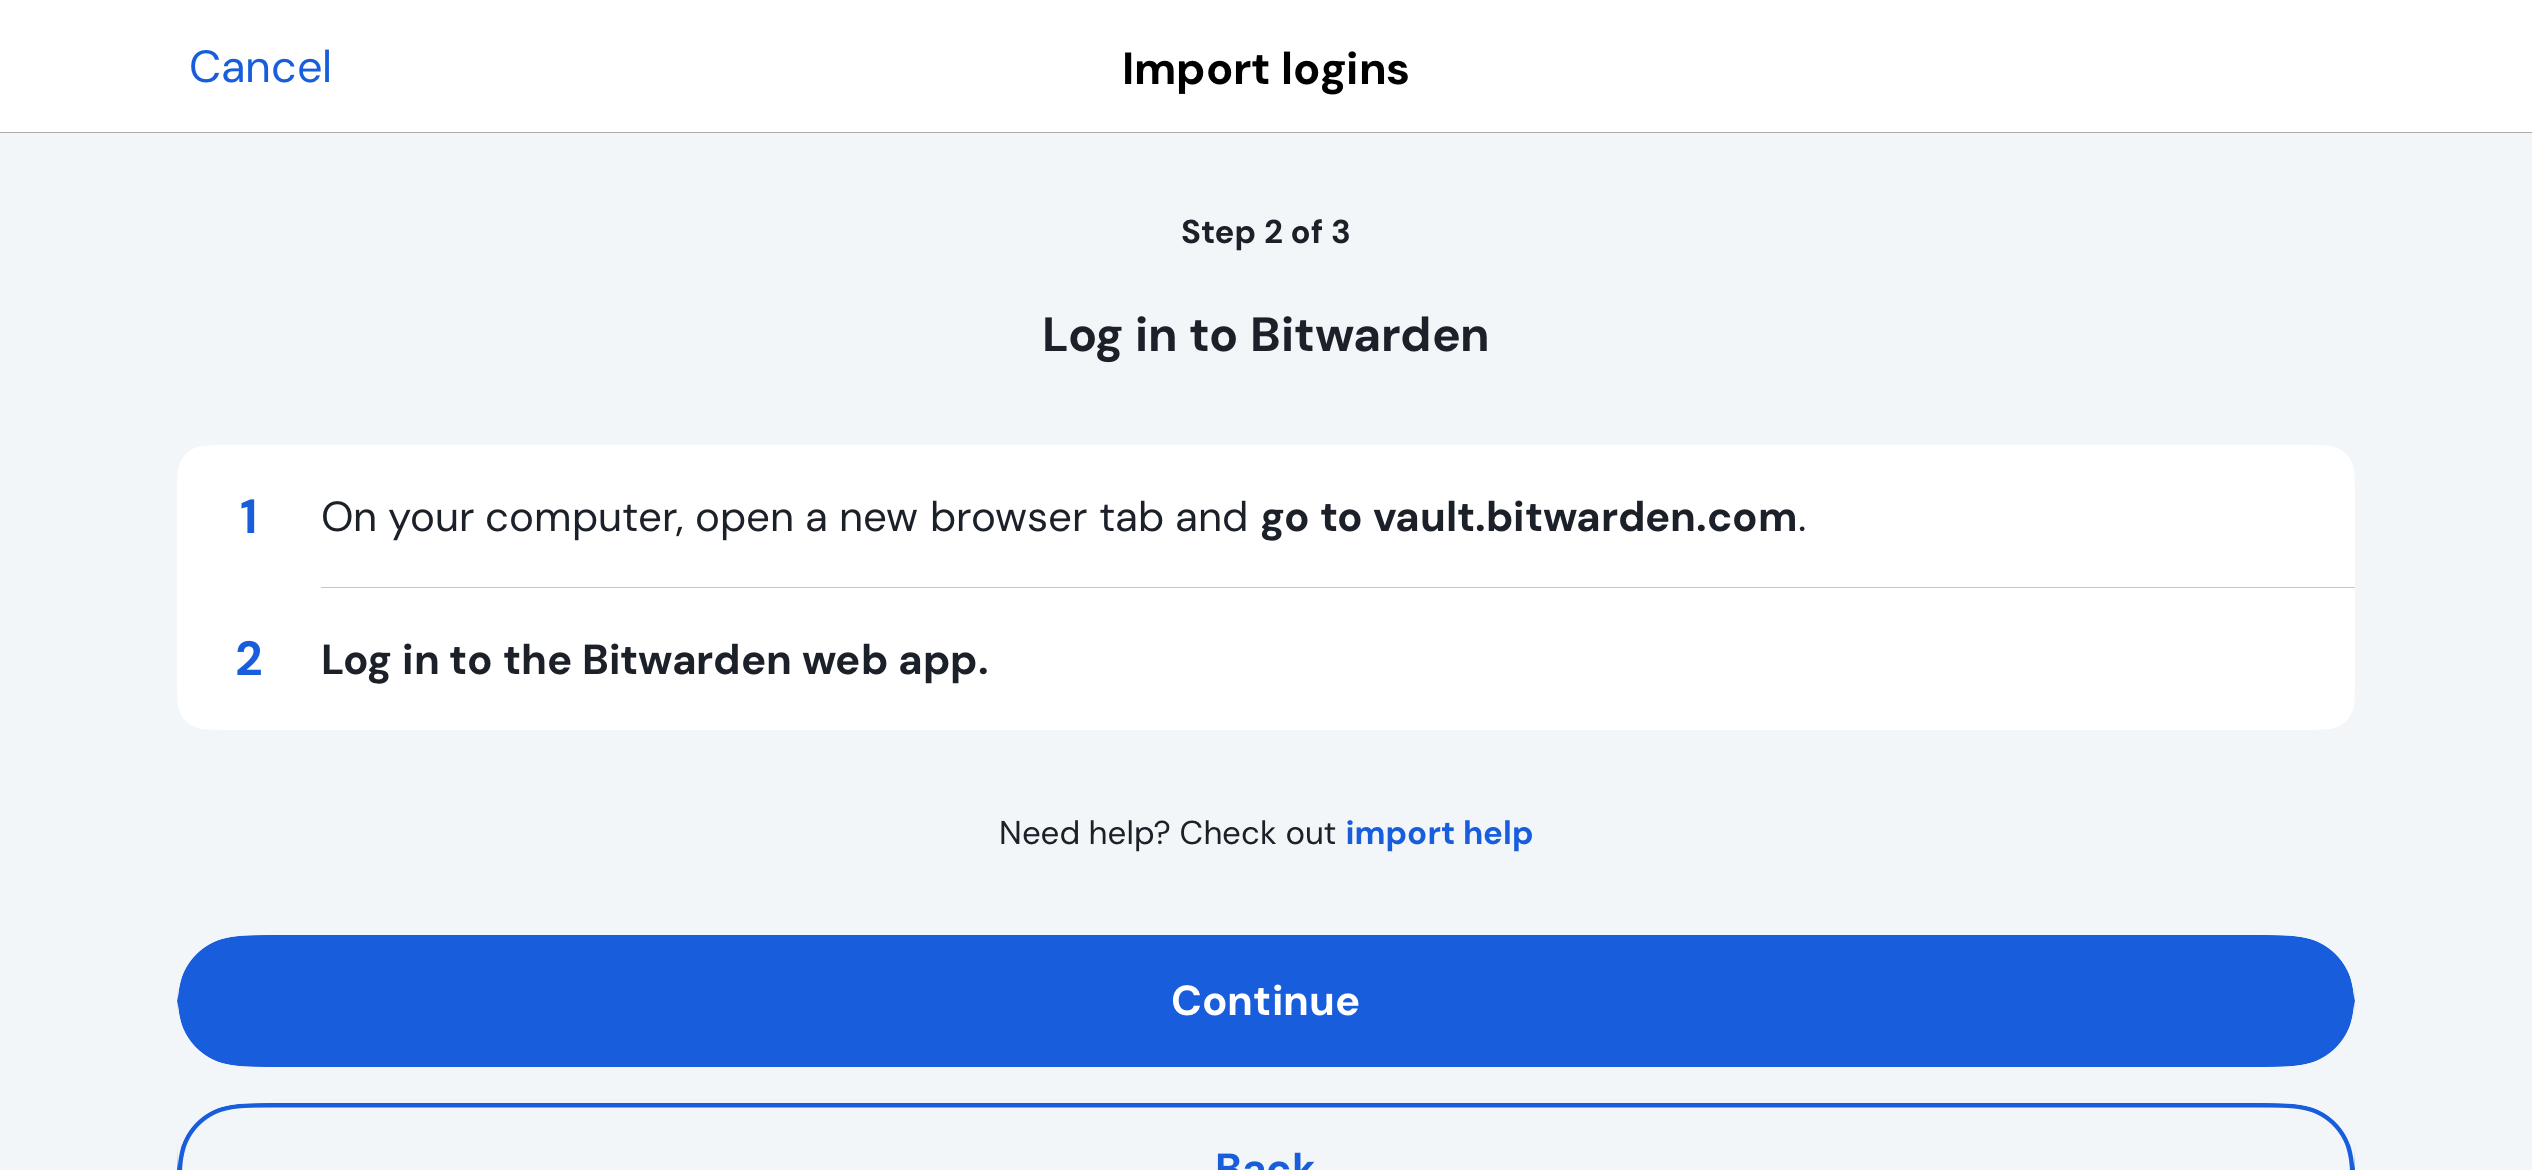 Cancel
Import logins
Step 2 of 3
Log in to Bitwarden
1 On your computer, open a new browser tab and go to vault.bitwarden.com.
2 Log in to the Bitwarden web app.
Need help? Check out import help
Continue
Back